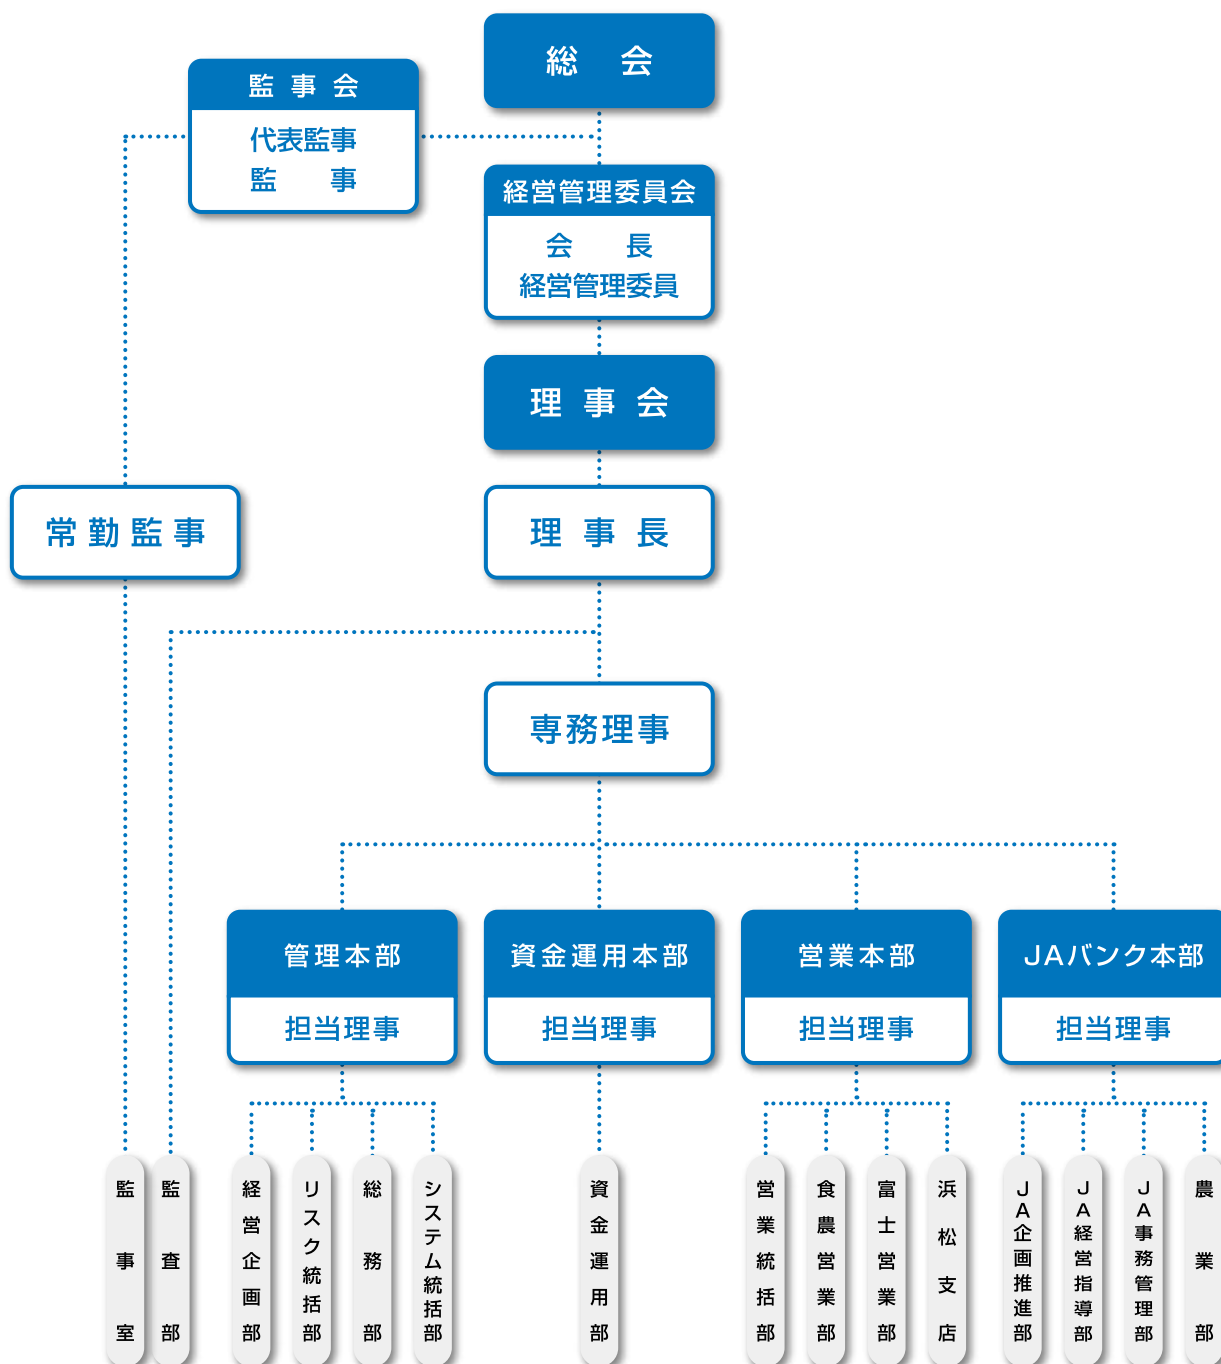 総会
監事会
代表監事
監事
経営管理委員会
会長
経営管理委員
理事会
常勤監事
理事長
専務理事
管理本部
担当理事
資金運用本部
担当理事
営業本部
担当理事
JAバンク本部
担当理事
監事室
監査部
経営企画部
リスク統括部
総務部
システム統括部
資金運用部
営業統括部
食農営業部
富士営業部
浜松支店
JA企画推進部
JA経営指導部
JA事務管理部
農業部